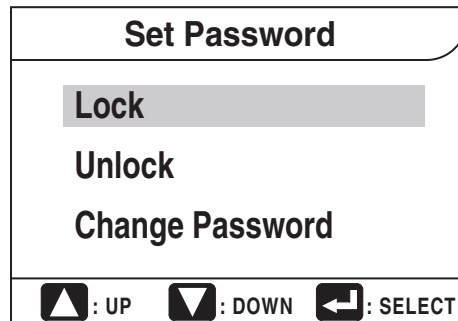 Set Password
Lock
Unlock
Change Password
: UP : DOWN : SELECT